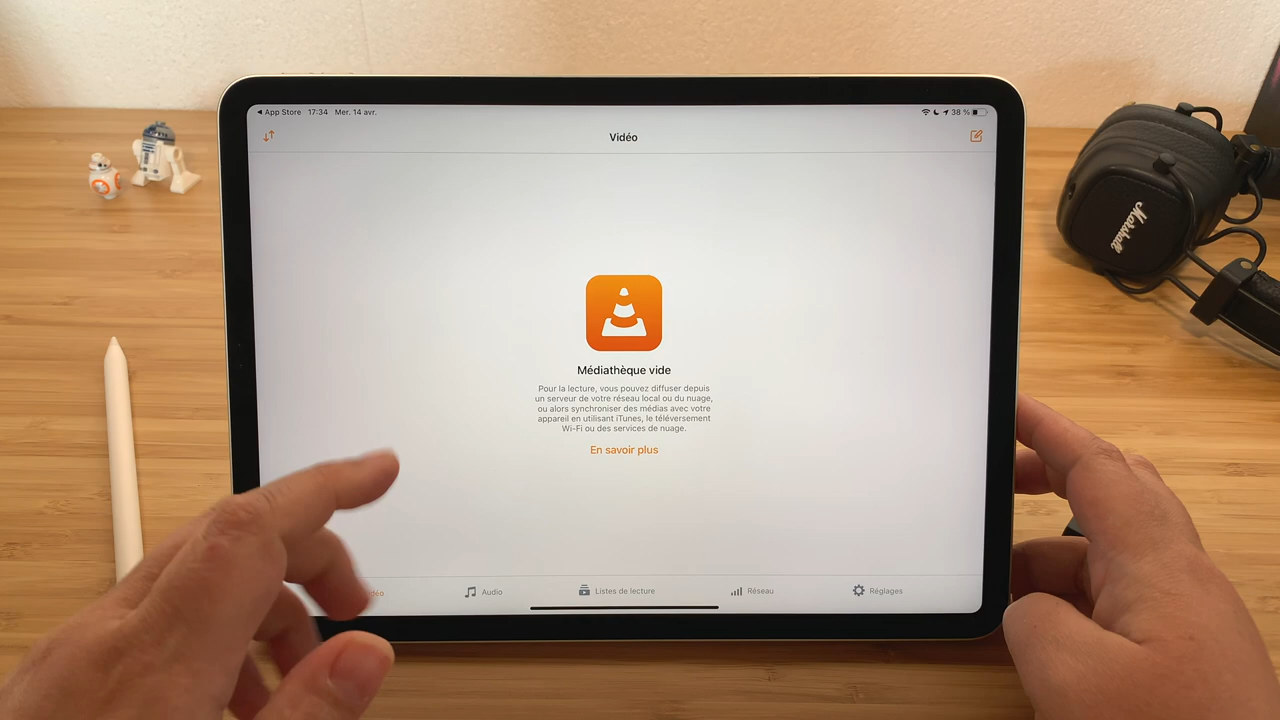 ◀ App Store 17:34 Mer. 14 avr. 38 %
Vidéo
Médiathèque vide
Pour la lecture, vous pouvez diffuser depuis
un serveur de votre réseau local ou du nuage,
ou alors synchroniser des médias avec votre
appareil en utilisant iTunes, le téléversement
Wi-Fi ou des services de nuage.
En savoir plus
déo Audio Listes de lecture Réseau Réglages
Marshall